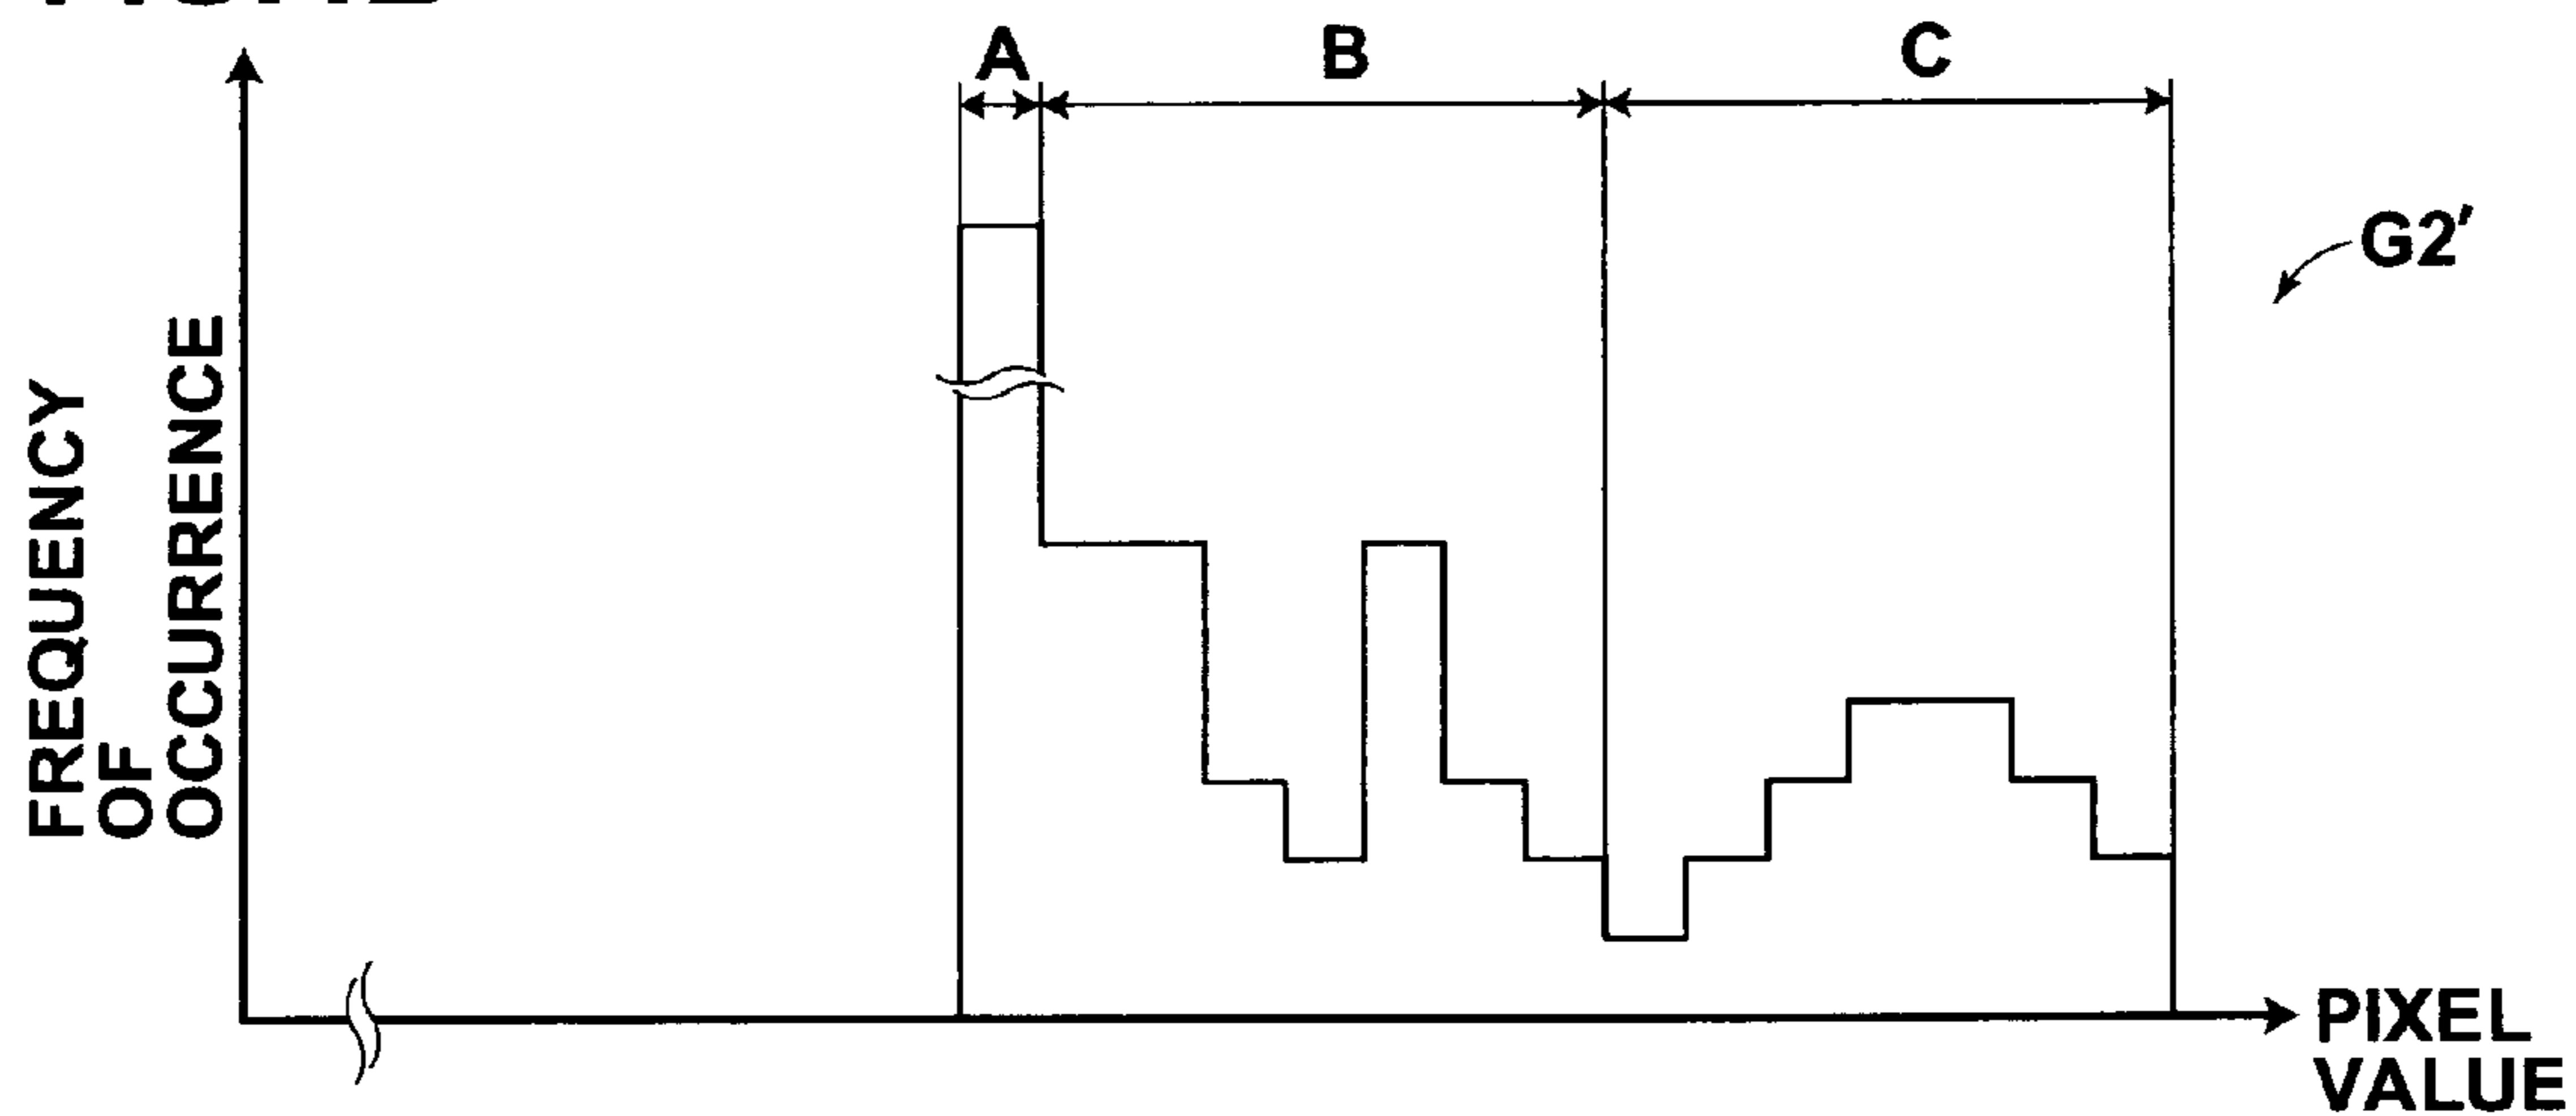 A
B
C
G2′
FREQUENCY
OF
OCCURRENCE
PIXEL
VALUE